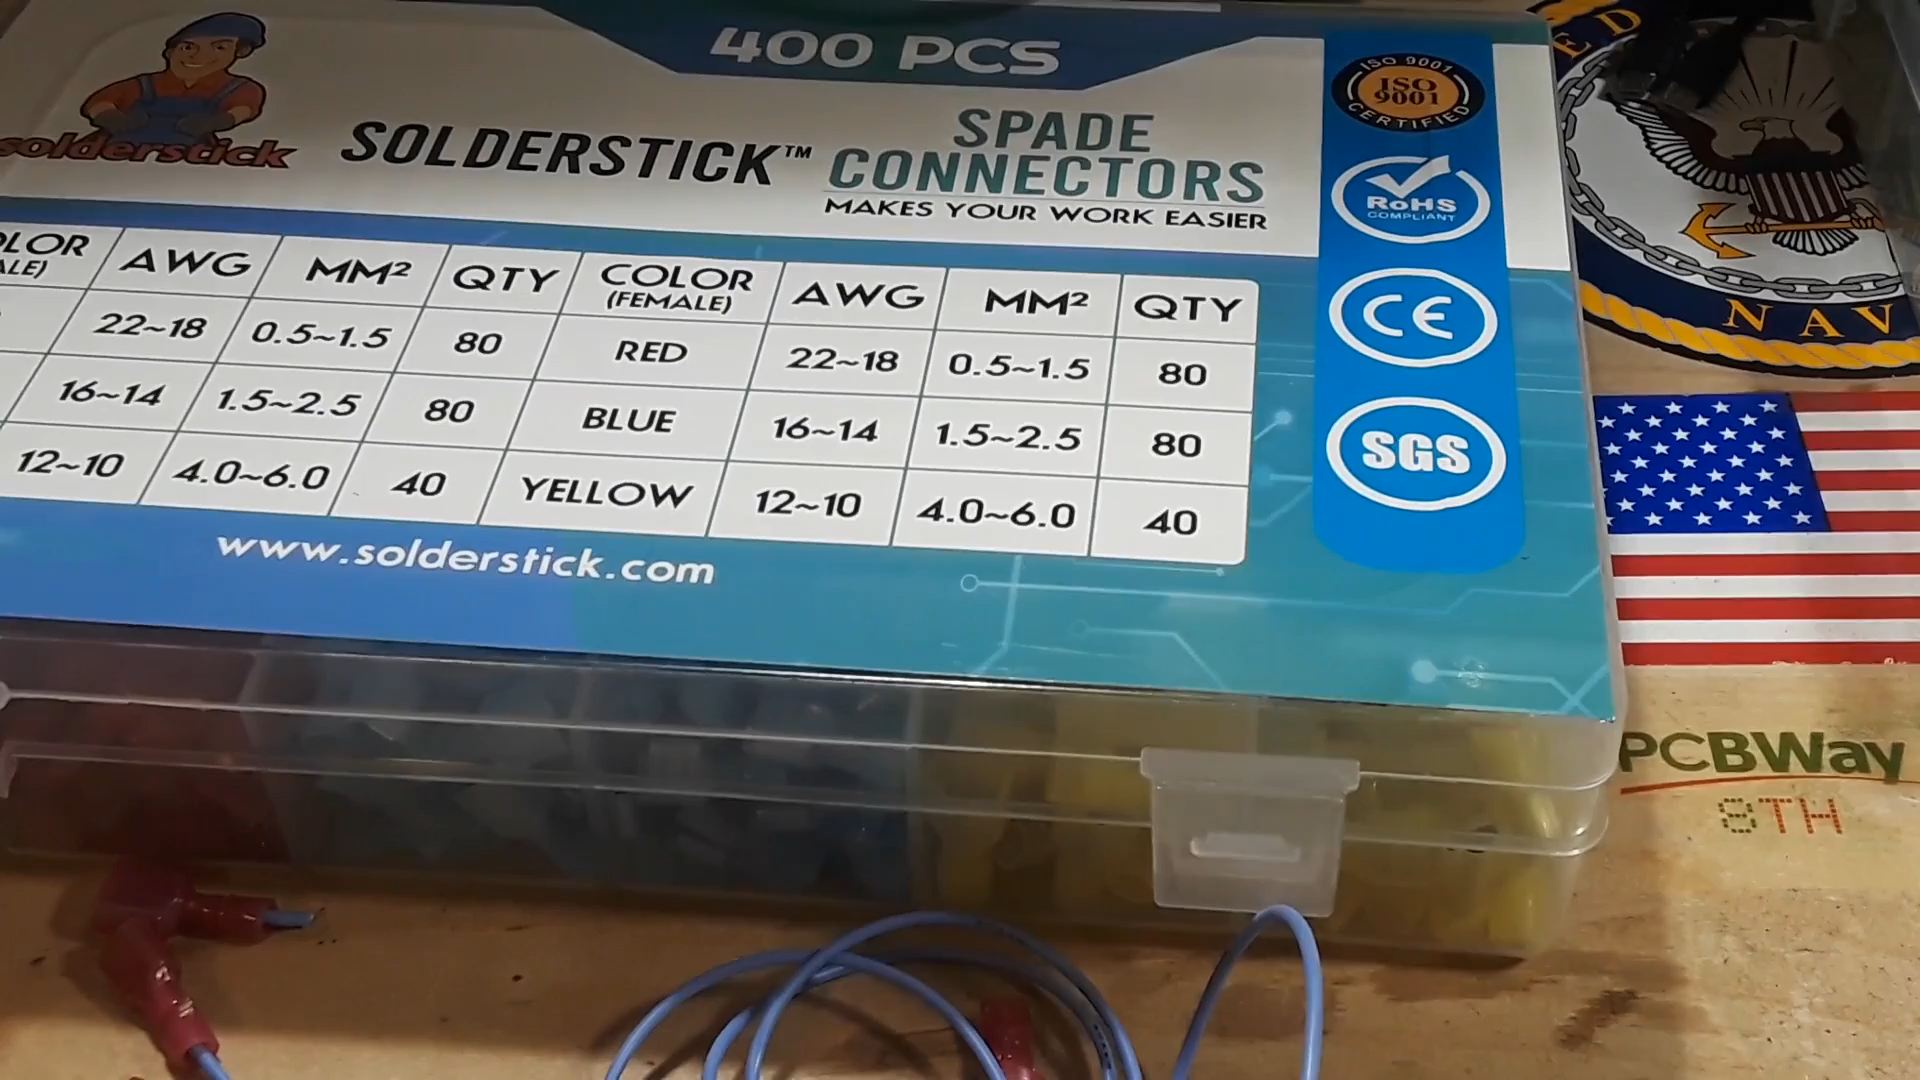 400 PCS
solderstick
SOLDERSTICK™
SPADE
CONNECTORS
MAKES YOUR WORK EASIER
AWG MM² QTY COLOR (FEMALE) AWG MM² QTY
22~18 0.5~1.5 80 RED 22~18 0.5~1.5 80
16~14 1.5~2.5 80 BLUE 16~14 1.5~2.5 80
12~10 4.0~6.0 40 YELLOW 12~10 4.0~6.0 40
www.solderstick.com
ISO 9001
ISO
9001
CERTIFIED
RoHS
COMPLIANT
CE
SGS
NAV
PCBWay
8TH